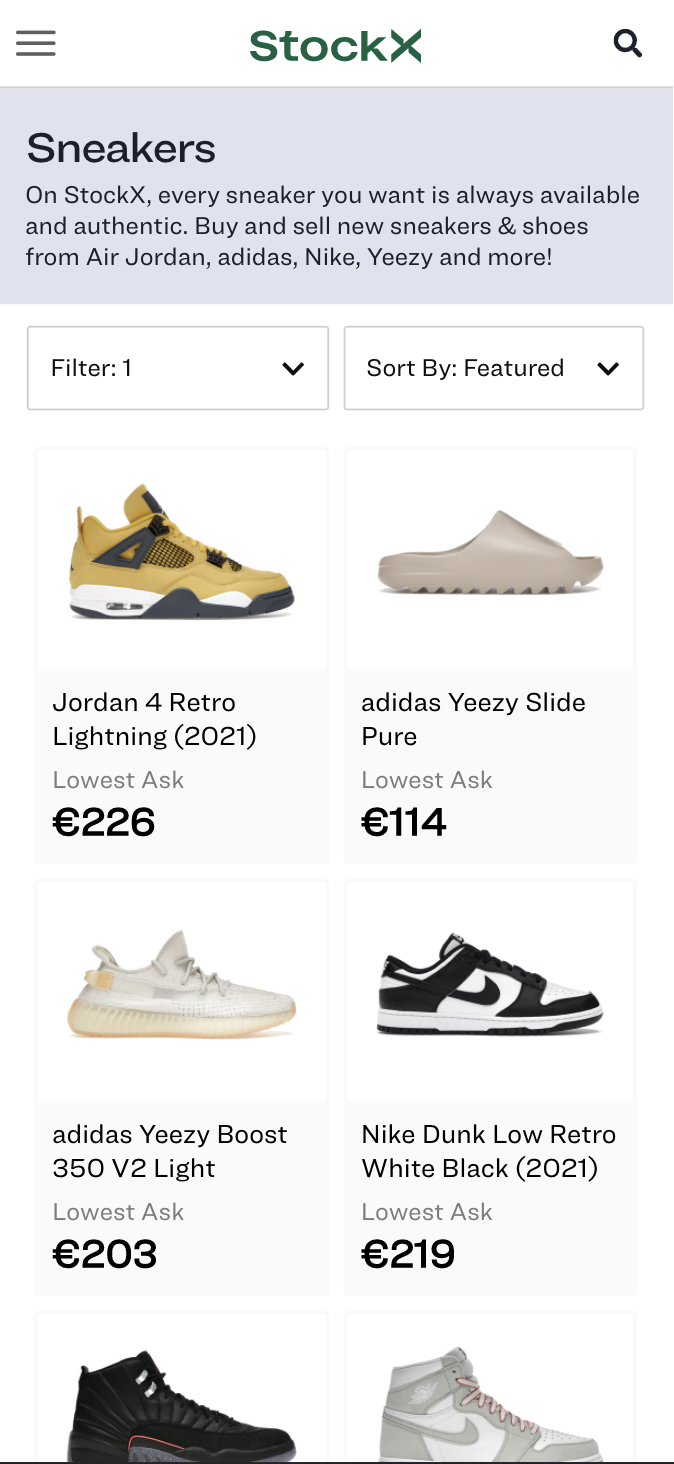 StockX
Sneakers
On StockX, every sneaker you want is always available
and authentic. Buy and sell new sneakers & shoes
from Air Jordan, adidas, Nike, Yeezy and more!
Filter: 1
Sort By: Featured
Jordan 4 Retro
Lightning (2021)
Lowest Ask
€226
adidas Yeezy Slide
Pure
Lowest Ask
€114
adidas Yeezy Boost
350 V2 Light
Lowest Ask
€203
Nike Dunk Low Retro
White Black (2021)
Lowest Ask
€219